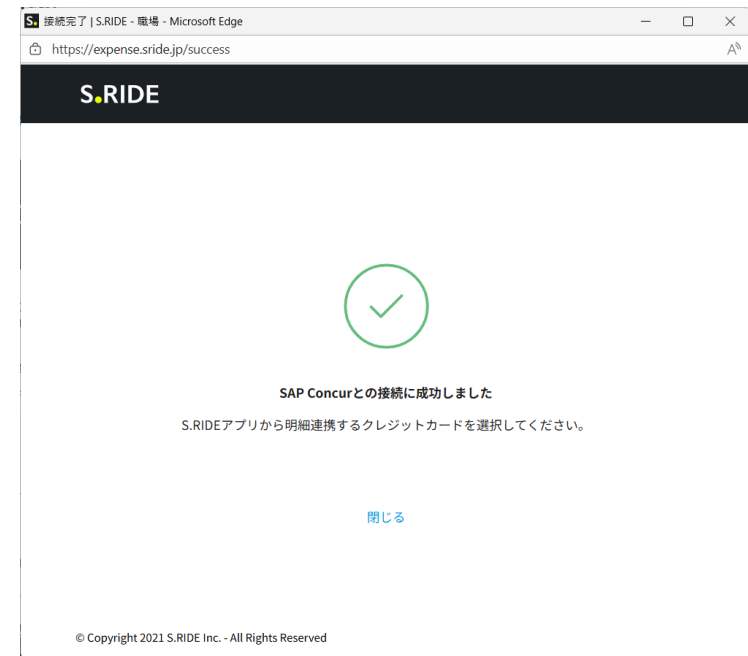 S. 接続完了 | S.RIDE - 職場 - Microsoft Edge
https://expense.sride.jp/success
S.RIDE
SAP Concurとの接続に成功しました
S.RIDEアプリから明細連携するクレジットカードを選択してください。
閉じる
© Copyright 2021 S.RIDE Inc. - All Rights Reserved